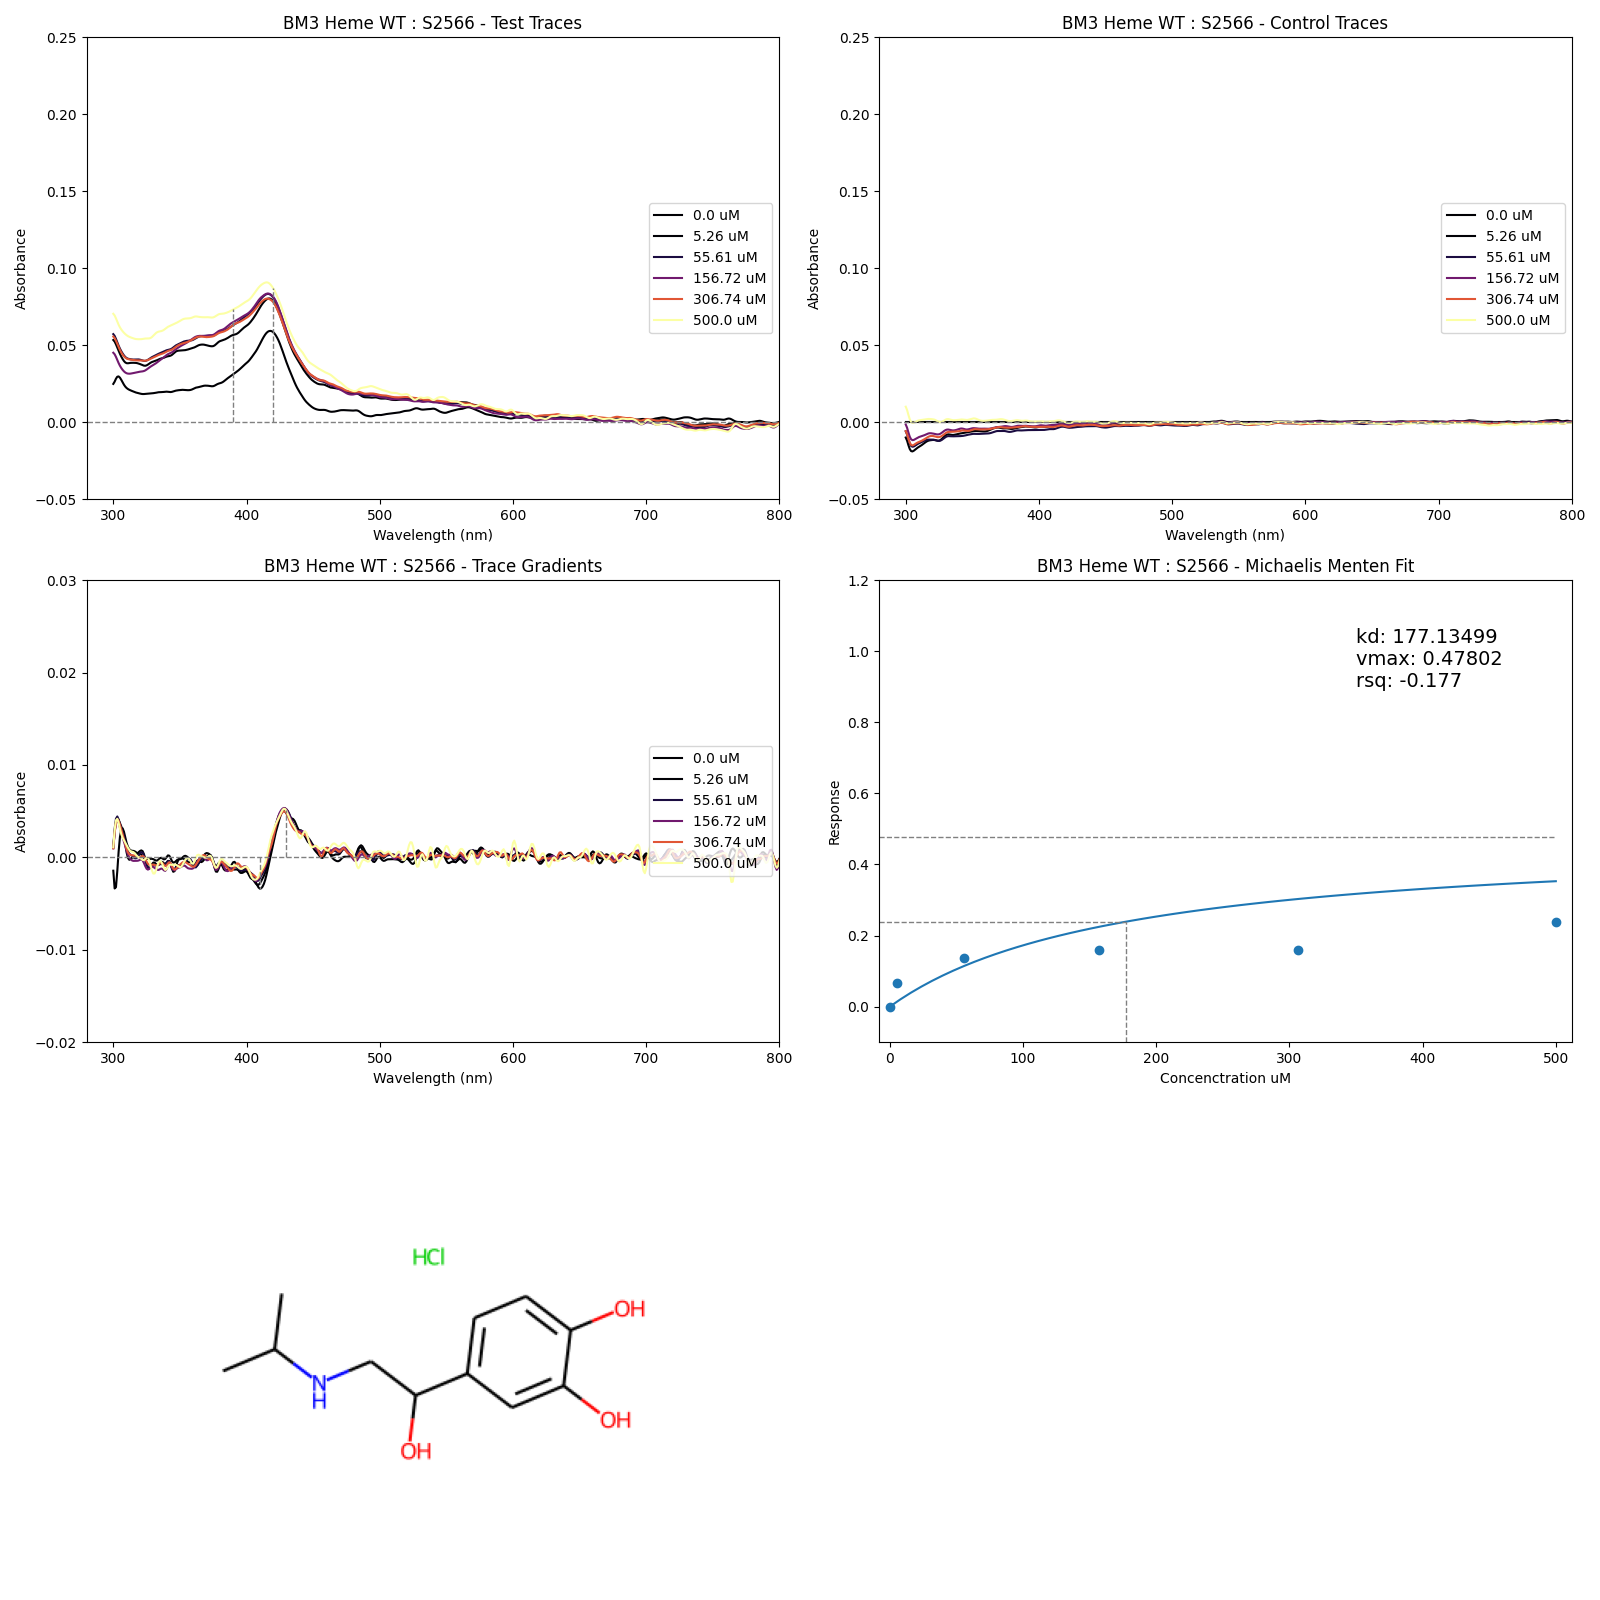 BM3 Heme WT : S2566 - Test Traces
Absorbance
0.25
0.20
0.15
0.10
0.05
0.00
−0.05
300
400
500
600
700
800
Wavelength (nm)
0.0 uM
5.26 uM
55.61 uM
156.72 uM
306.74 uM
500.0 uM
BM3 Heme WT : S2566 - Control Traces
Absorbance
0.25
0.20
0.15
0.10
0.05
0.00
−0.05
300
400
500
600
700
800
Wavelength (nm)
0.0 uM
5.26 uM
55.61 uM
156.72 uM
306.74 uM
500.0 uM
BM3 Heme WT : S2566 - Trace Gradients
Absorbance
0.03
0.02
0.01
0.00
−0.01
−0.02
300
400
500
600
700
800
Wavelength (nm)
0.0 uM
5.26 uM
55.61 uM
156.72 uM
306.74 uM
500.0 uM
BM3 Heme WT : S2566 - Michaelis Menten Fit
Response
1.2
1.0
0.8
0.6
0.4
0.2
0.0
0
100
200
300
400
500
Concenctration uM
kd: 177.13499
vmax: 0.47802
rsq: -0.177
HCl
OH
N
H
OH
OH